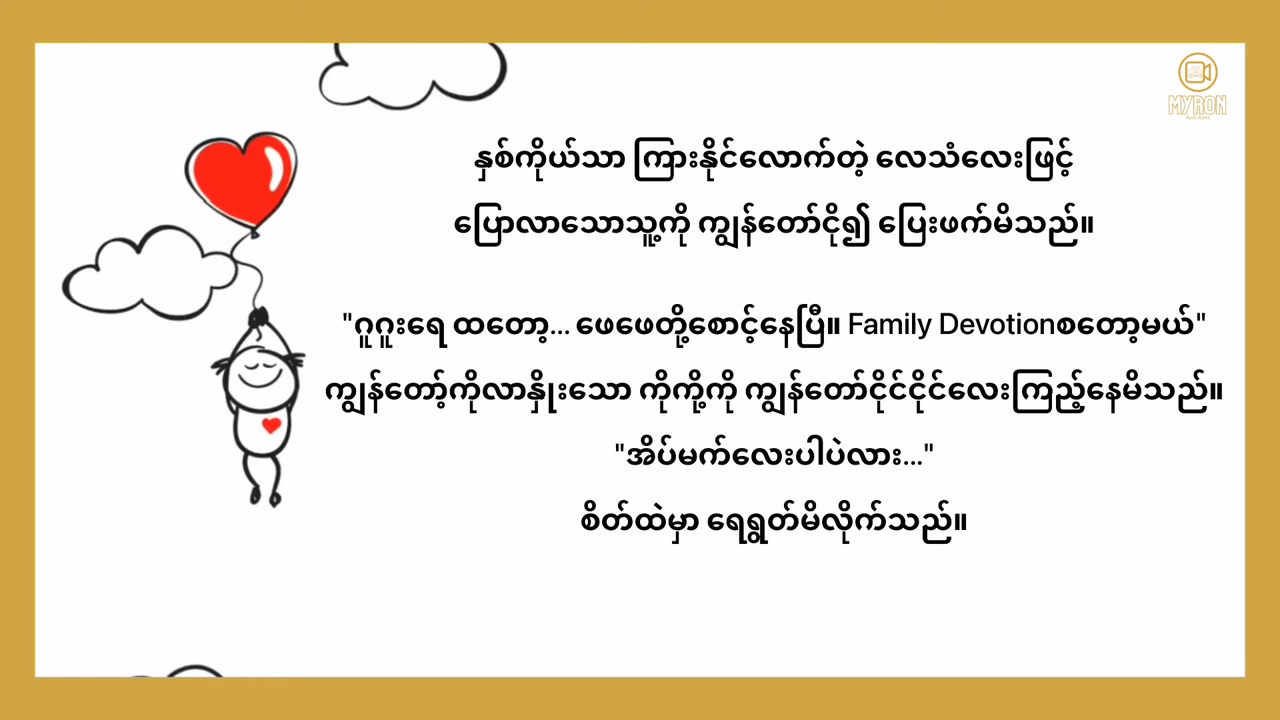 MYRON
နှစ်ကိုယ်သာ ကြားနိုင်လောက်တဲ့ လေသံလေးဖြင့်
ပြောလာသောသူ့ကို ကျွန်တော်ငို၍ ပြေးဖက်မိသည်။
"ဂူဂူးရေ ထတော့... ဖေဖေတို့စောင့်နေပြီ။ Family Devotionစတော့မယ်"
ကျွန်တော့်ကိုလာနှိုးသော ကိုကို့ကို ကျွန်တော်ငိုင်ငိုင်လေးကြည့်နေမိသည်။
"အိပ်မက်လေးပါပဲလား..."
စိတ်ထဲမှာ ရေရွတ်မိလိုက်သည်။